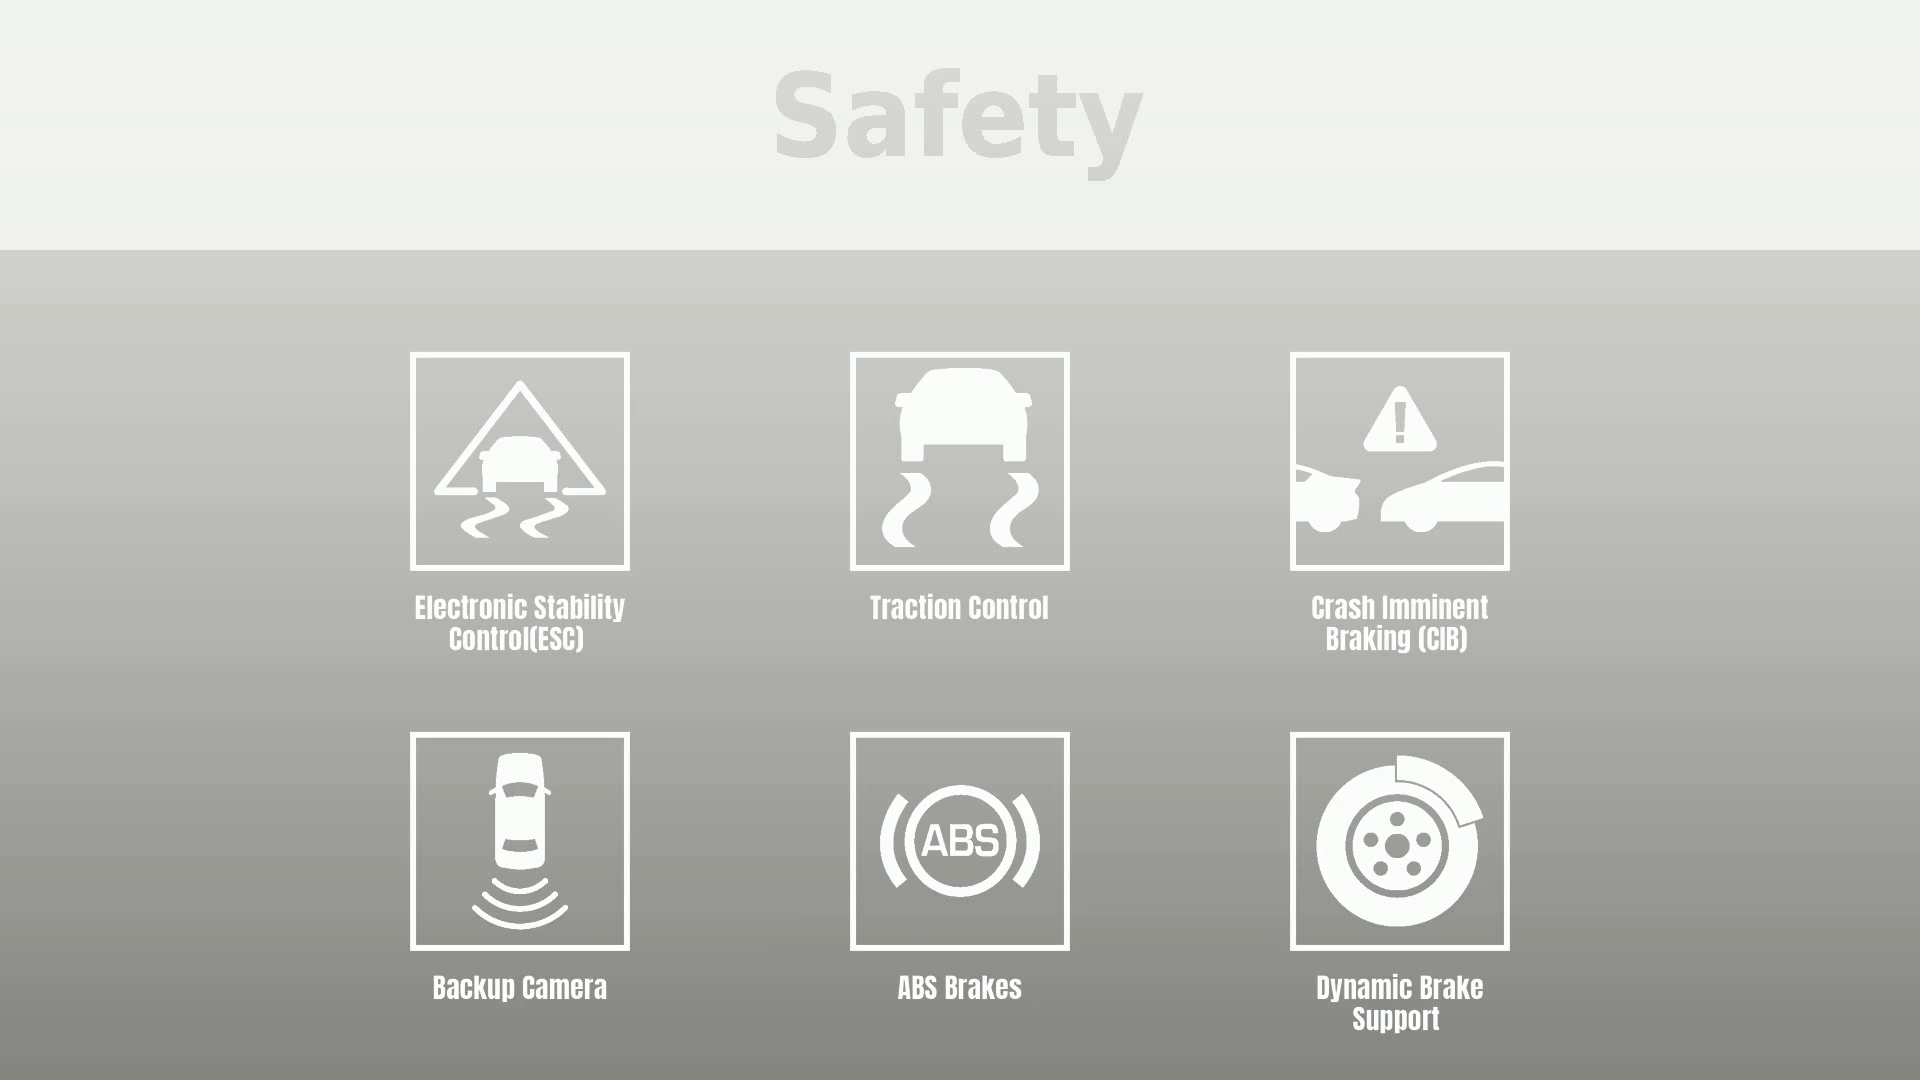 Safety
Electronic Stability
Control(ESC)
Traction Control
Crash Imminent
Braking (CIB)
Backup Camera
ABS
ABS Brakes
Dynamic Brake
Support